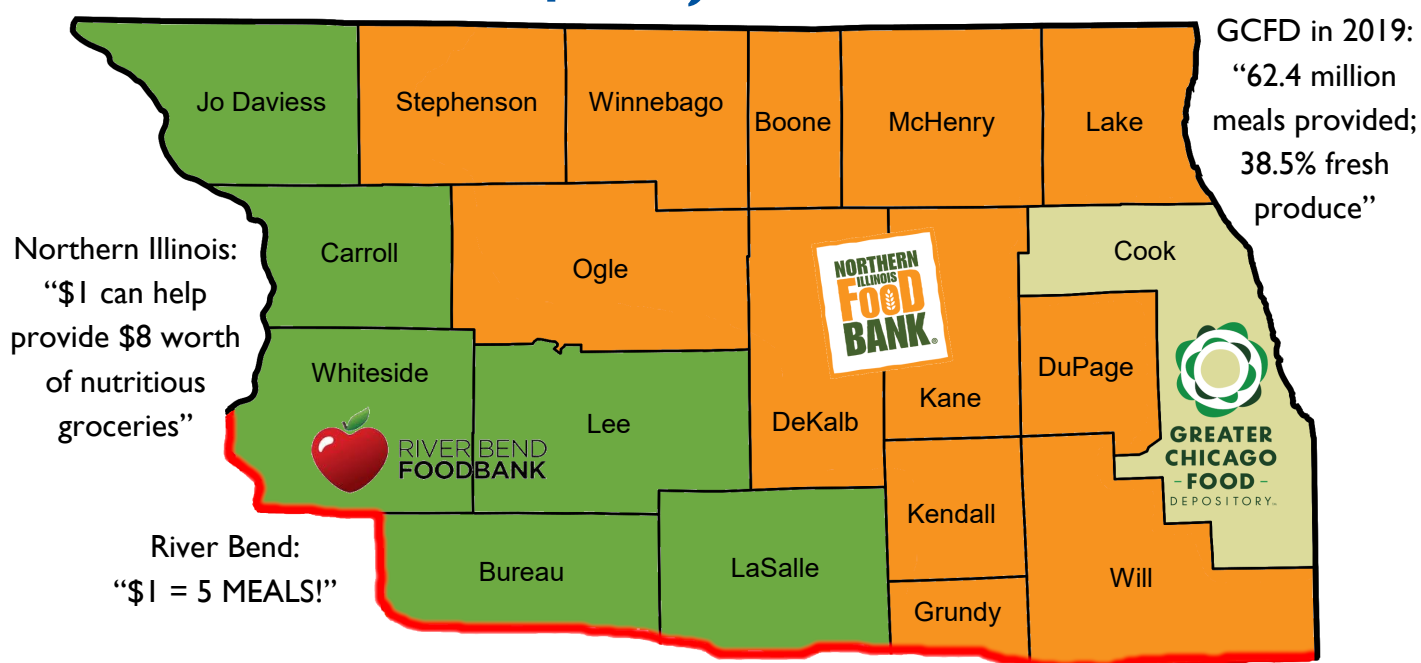 GCFD in 2019:
“62.4 million
meals provided;
38.5% fresh
produce”
Jo Daviess
Stephenson
Winnebago
Boone
McHenry
Lake
Carroll
Ogle
Cook
Northern Illinois:
“$1 can help
provide $8 worth
of nutritious
groceries”
NORTHERN
ILLINOIS
FOOD
BANK®
Whiteside
Lee
DeKalb
Kane
DuPage
RIVER BEND
FOODBANK
GREATER
CHICAGO
-FOOD-
DEPOSITORY™
River Bend:
“$1 = 5 MEALS!”
Bureau
LaSalle
Kendall
Grundy
Will